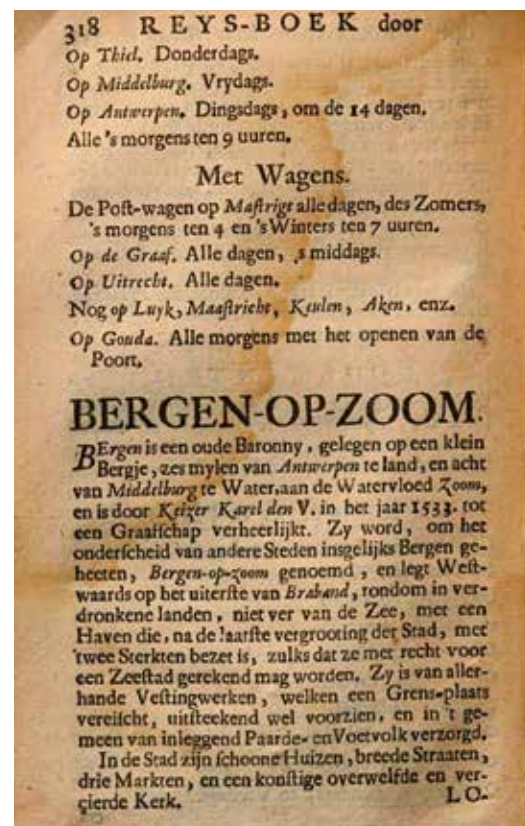 318 REYS-BOEK door
Op Thiel. Donderdags.
Op Middelburg. Vrydags.
Op Antwerpen. Dingsdags, om de 14 dagen.
Alle 's morgens ten 9 uuren.
Met Wagens.
De Poſt-wagen op Maſtrigt alle dagen, des Zomers,
's morgens ten 4 en 's Winters ten 7 uuren.
Op de Graaf. Alle dagen, 's middags.
Op Uitrecht. Alle dagen.
Nog op Luyk, Maaſtricht, Keulen, Aken, enz.
Op Gouda. Alle morgens met het openen van de
Poort.
BERGEN-OP-ZOOM.
BErgen is een oude Baronny, gelegen op een klein
Bergje, zes mylen van Antwerpen te land, en acht
van Middelburg te Water, aan de Watervloed Zoom,
en is door Keizer Karel den V. in het jaar 1533. tot
een Graafſchap verheerlijkt. Zy word, om het
onderſcheid van andere Steden inſgelijks Bergen ge-
heeten, Bergen-op-zoom genoemd, en legt Weſt-
waards op het uiterſte van Braband, rondom in ver-
dronkene landen, niet ver van de Zee, met een
Haven die, na de laatſte vergrooting der Stad, met
twee Sterkten bezet is, zulks dat ze met recht voor
een Zeeſtad gerekend mag worden. Zy is van aller-
hande Veſtingwerken, welken een Grens-plaats
vereiſcht, uitſteekend wel voorzien, en in 't ge-
meen van inleggend Paarde- en Voetvolk verzorgd.
In de Stad zijn ſchoone Huizen, breede Straaten,
drie Markten, en een konſtige overwelfde en ver-
çierde Kerk. LO-